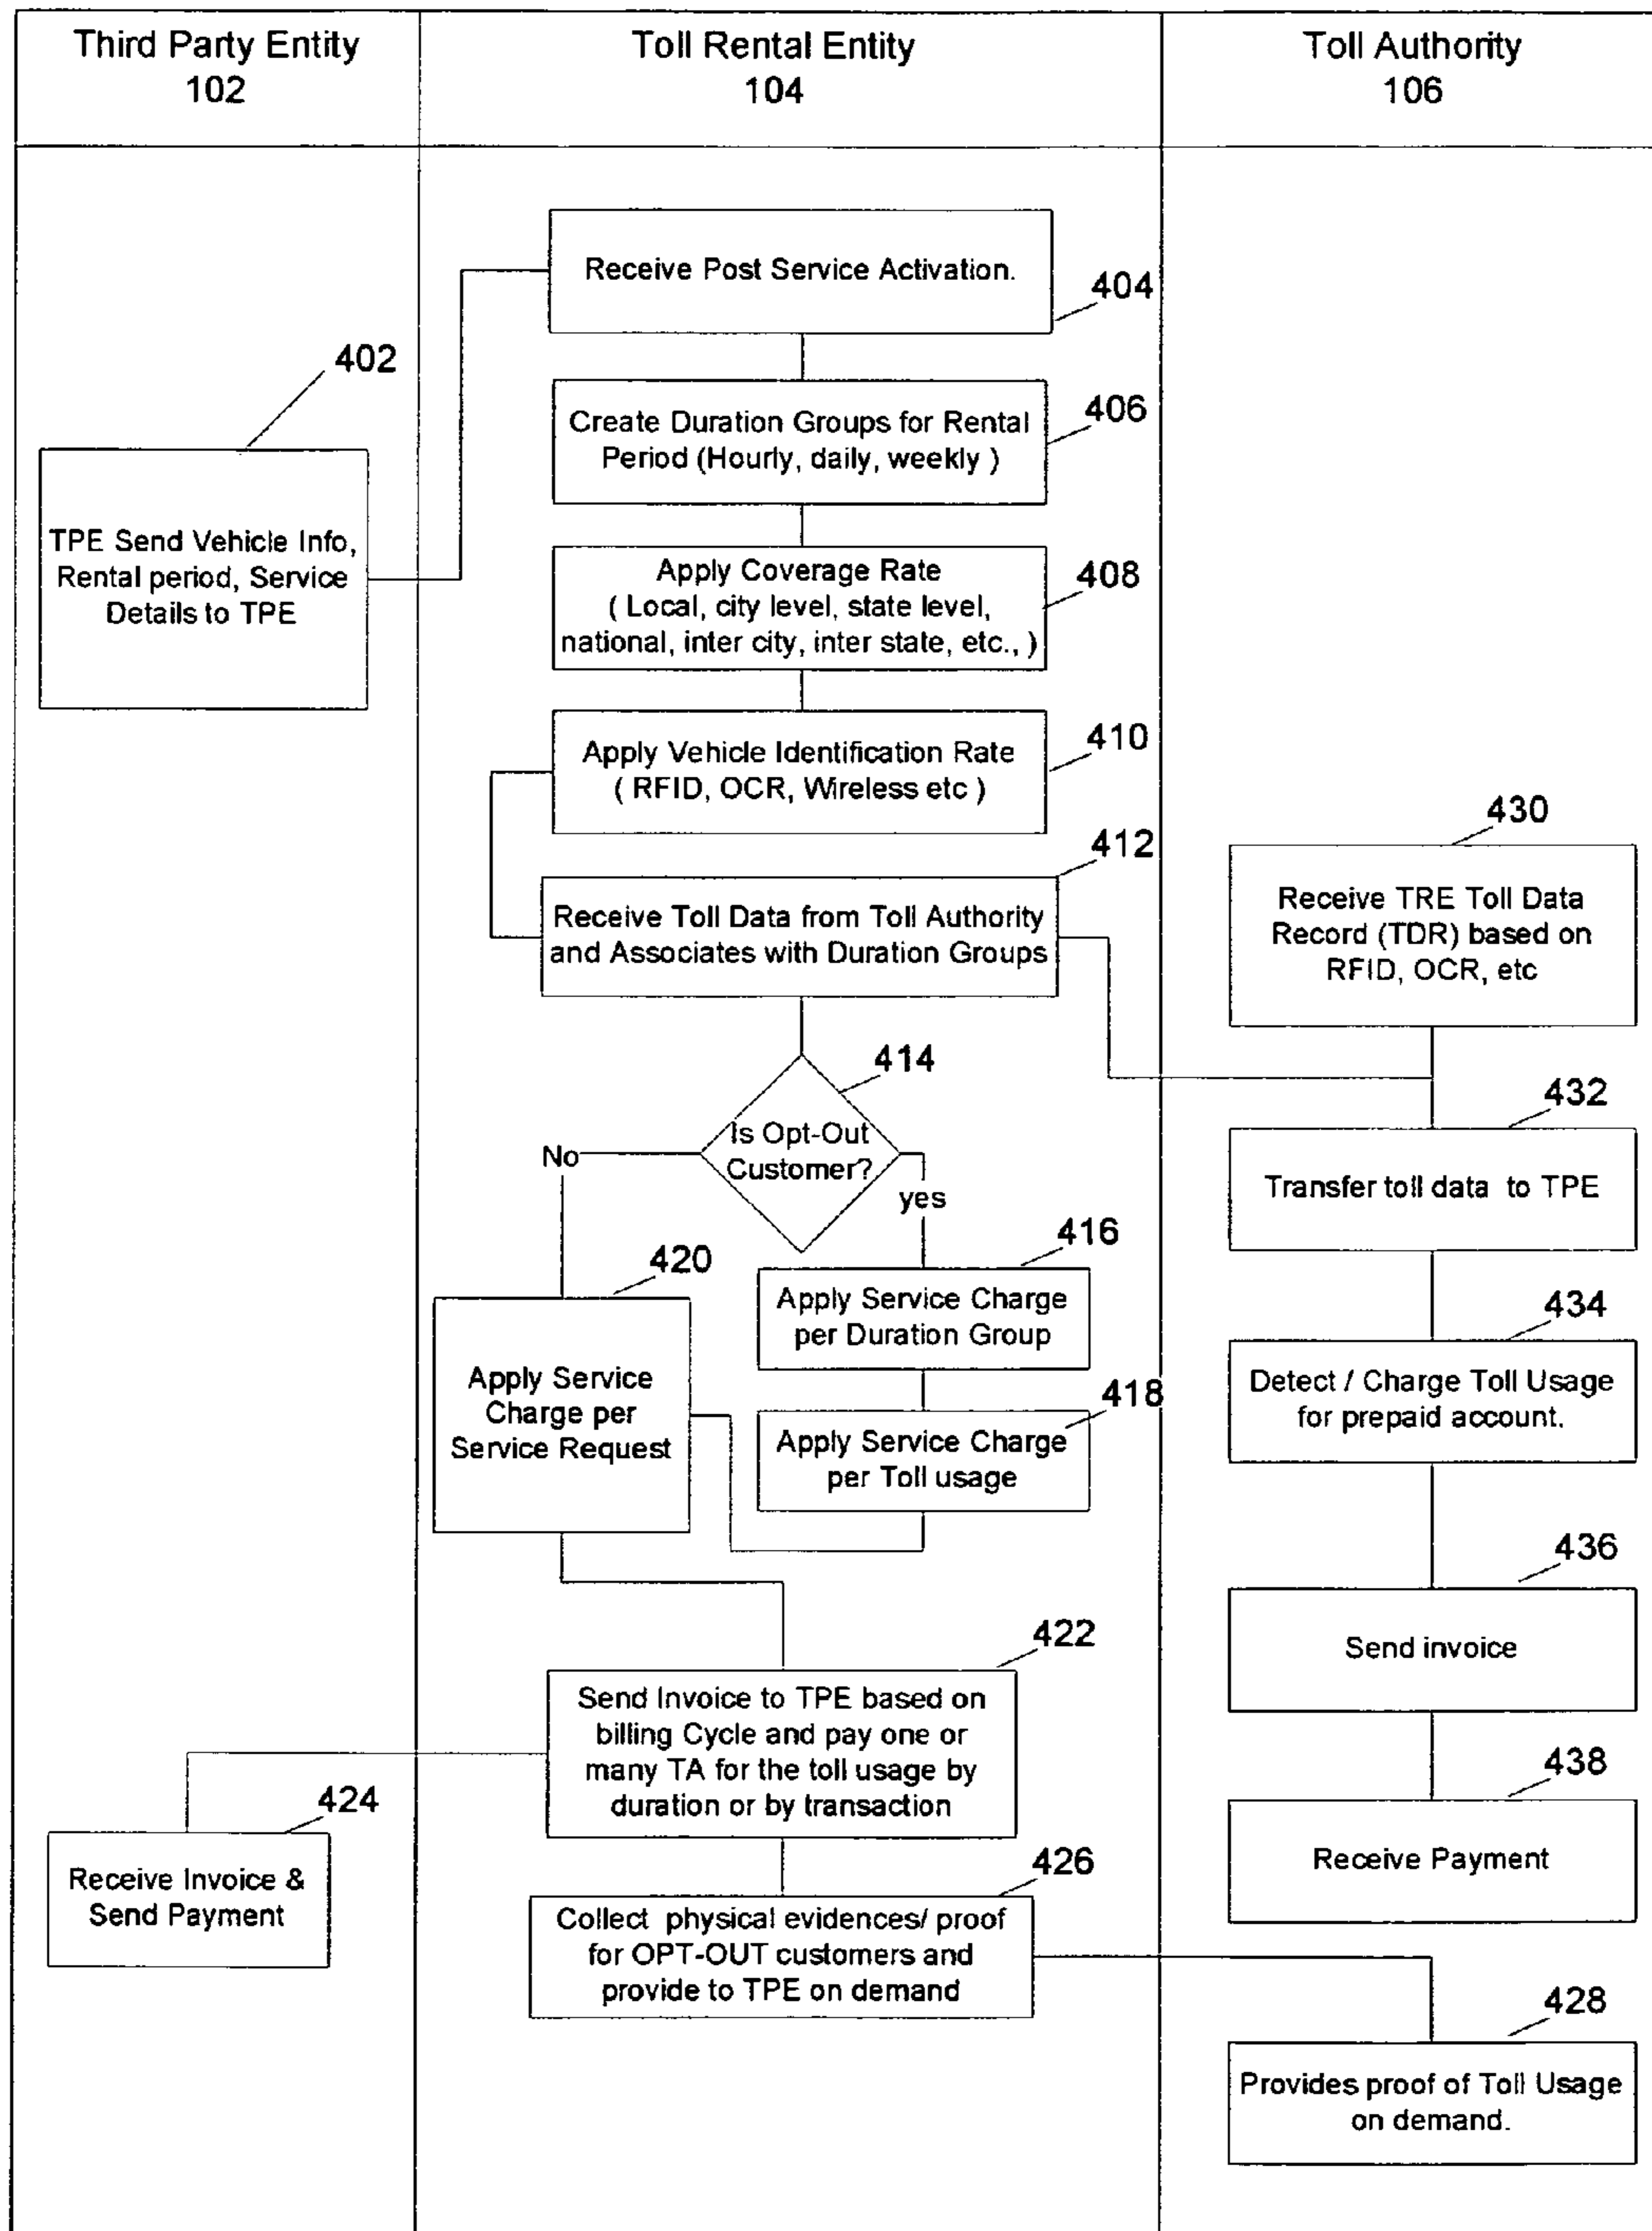 Third Party Entity
102
Toll Rental Entity
104
Toll Authority
106
Receive Post Service Activation.
404
402
TPE Send Vehicle Info,
Rental period, Service
Details to TPE
Create Duration Groups for Rental
Period (Hourly, daily, weekly )
406
Apply Coverage Rate
( Local, city level, state level,
national, inter city, inter state, etc., )
408
Apply Vehicle Identification Rate
( RFID, OCR, Wireless etc )
410
412
Receive Toll Data from Toll Authority
and Associates with Duration Groups
430
Receive TRE Toll Data
Record (TDR) based on
RFID, OCR, etc
414
Is Opt-Out
Customer?
No
yes
432
Transfer toll data to TPE
416
Apply Service Charge
per Duration Group
420
Apply Service
Charge per
Service Request
418
Apply Service Charge
per Toll usage
434
Detect / Charge Toll Usage
for prepaid account.
436
Send invoice
422
Send Invoice to TPE based on
billing Cycle and pay one or
many TA for the toll usage by
duration or by transaction
424
Receive Invoice &
Send Payment
438
Receive Payment
426
Collect physical evidences/ proof
for OPT-OUT customers and
provide to TPE on demand
428
Provides proof of Toll Usage
on demand.